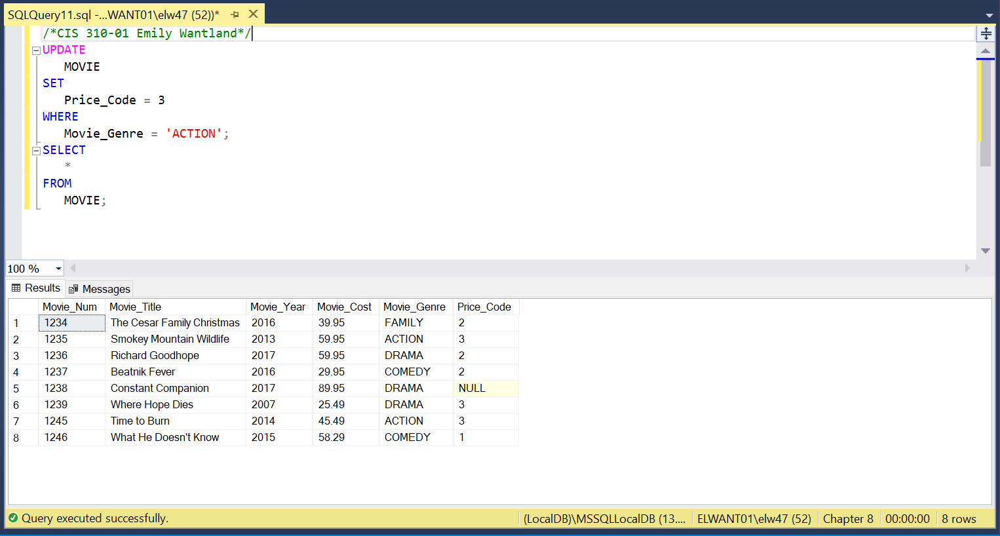 SQLQuery11.sql -...WANT01\elw47 (52))*
/*CIS 310-01 Emily Wantland*/
UPDATE
MOVIE
SET
Price_Code = 3
WHERE
Movie_Genre = 'ACTION';
SELECT
*
FROM
MOVIE;
100 %
Results Messages
Movie_Num Movie_Title Movie_Year Movie_Cost Movie_Genre Price_Code
1 1234 The Cesar Family Christmas 2016 39.95 FAMILY 2
2 1235 Smokey Mountain Wildlife 2013 59.95 ACTION 3
3 1236 Richard Goodhope 2017 59.95 DRAMA 2
4 1237 Beatnik Fever 2016 29.95 COMEDY 2
5 1238 Constant Companion 2017 89.95 DRAMA NULL
6 1239 Where Hope Dies 2007 25.49 DRAMA 3
7 1245 Time to Burn 2014 45.49 ACTION 3
8 1246 What He Doesn't Know 2015 58.29 COMEDY 1
Query executed successfully. (LocalDB)\MSSQLLocalDB (13.... ELWANT01\elw47 (52) Chapter 8 00:00:00 8 rows